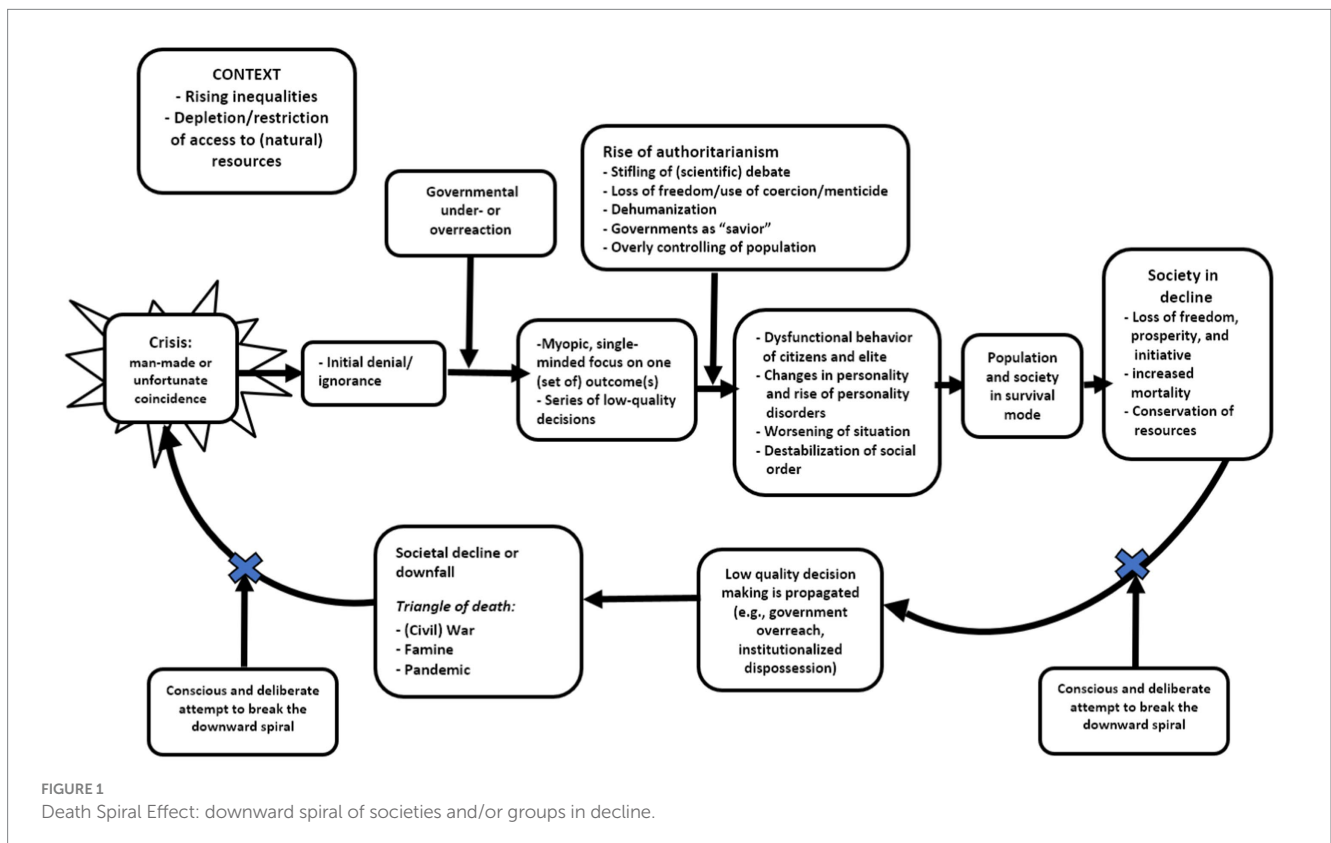 CONTEXT
- Rising inequalities
- Depletion/restriction
of access to (natural)
resources
Governmental
under- or
overreaction
Rise of authoritarianism
- Stifling of (scientific) debate
- Loss of freedom/use of coercion/menticide
- Dehumanization
- Governments as “savior”
- Overly controlling of population
Crisis:
man-made or
unfortunate
coincidence
- Initial denial/
ignorance
-Myopic, single-
minded focus on one
(set of) outcome(s)
- Series of low-quality
decisions
- Dysfunctional behavior
of citizens and elite
- Changes in personality
and rise of personality
disorders
- Worsening of situation
- Destabilization of social
order
Population
and society
in survival
mode
Society in
decline
- Loss of freedom,
prosperity, and
initiative
- increased
mortality
- Conservation of
resources
Societal decline or
downfall
Triangle of death:
- (Civil) War
- Famine
- Pandemic
Low quality decision
making is propagated
(e.g., government
overreach,
institutionalized
dispossession)
Conscious and deliberate
attempt to break the
downward spiral
Conscious and deliberate
attempt to break the
downward spiral
FIGURE 1
Death Spiral Effect: downward spiral of societies and/or groups in decline.